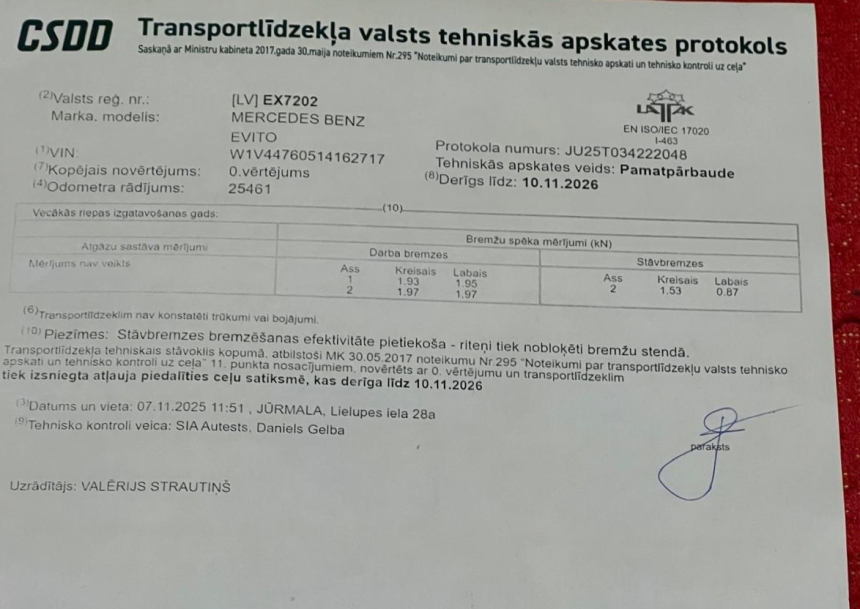 CSDD
Transportlīdzekļa valsts tehniskās apskates protokols
Saskaņā ar Ministru kabineta 2017.gada 30.maija noteikumiem Nr.295 "Noteikumi par transportlīdzekļu valsts tehnisko apskati un tehnisko kontroli uz ceļa"
(2)Valsts reģ. nr.: [LV] EX7202
Marka. modelis: MERCEDES BENZ
EVITO
(1)VIN: W1V44760514162717
(7)Kopējais novērtējums: 0.vērtējums
(4)Odometra rādījums: 25461
LATAK
EN ISO/IEC 17020
I-463
Protokola numurs: JU25T034222048
Tehniskās apskates veids: Pamatpārbaude
(8)Derīgs līdz: 10.11.2026
(10)
Vecākās riepas izgatavošanas gads:
Atgāzu sastāva mērījumi
Mērījums nav veikts
Bremžu spēka mērījumi (kN)
Darba bremzes
Ass Kreisais Labais
1 1.93 1.95
2 1.97 1.97
Stāvbremzes
Ass Kreisais Labais
2 1.53 0.87
(6)Transportlīdzeklim nav konstatēti trūkumi vai bojājumi.
(10) Piezīmes: Stāvbremzes bremzēšanas efektivitāte pietiekoša - riteņi tiek nobloķēti bremžu stendā.
Transportlīdzekļa tehniskais stāvoklis kopumā, atbilstoši MK 30.05.2017 noteikumu Nr.295 "Noteikumi par transportlīdzekļu valsts tehnisko
apskati un tehnisko kontroli uz ceļa" 11. punkta nosacījumiem, novērtēts ar 0. vērtējumu un transportlīdzeklim
tiek izsniegta atļauja piedalīties ceļu satiksmē, kas derīga līdz 10.11.2026
(3)Datums un vieta: 07.11.2025 11:51 , JŪRMALA, Lielupes iela 28a
(9)Tehnisko kontroli veica: SIA Autests, Daniels Gelba
paraksts
Uzrādītājs: VALĒRIJS STRAUTIŅŠ